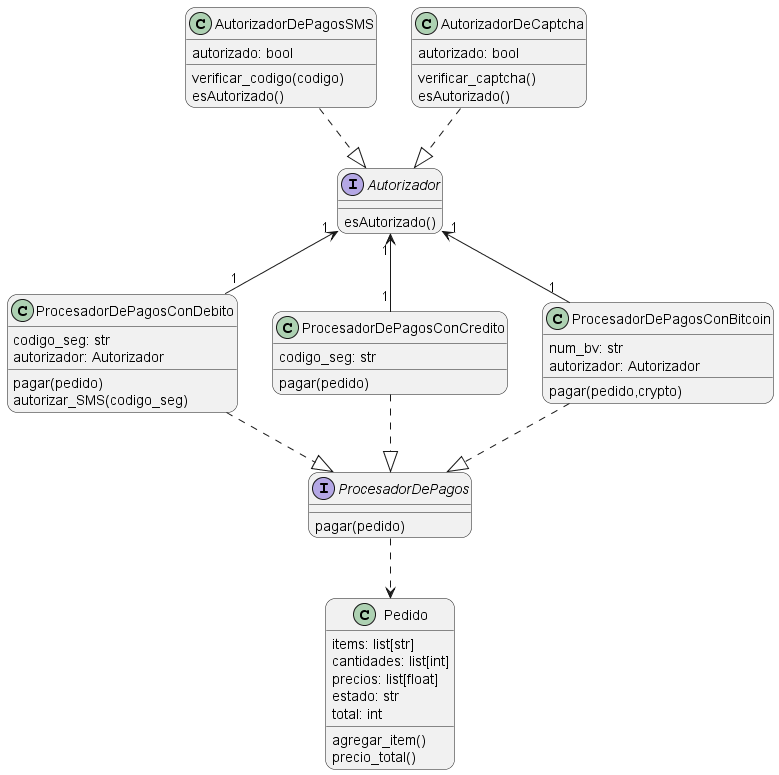 C AutorizadorDePagosSMS
autorizado: bool
verificar_codigo(codigo)
esAutorizado()
C AutorizadorDeCaptcha
autorizado: bool
verificar_captcha()
esAutorizado()
I Autorizador
esAutorizado()
1
1
1
1
1
1
C ProcesadorDePagosConDebito
codigo_seg: str
autorizador: Autorizador
pagar(pedido)
autorizar_SMS(codigo_seg)
C ProcesadorDePagosConCredito
codigo_seg: str
pagar(pedido)
C ProcesadorDePagosConBitcoin
num_bv: str
autorizador: Autorizador
pagar(pedido,crypto)
I ProcesadorDePagos
pagar(pedido)
C Pedido
items: list[str]
cantidades: list[int]
precios: list[float]
estado: str
total: int
agregar_item()
precio_total()